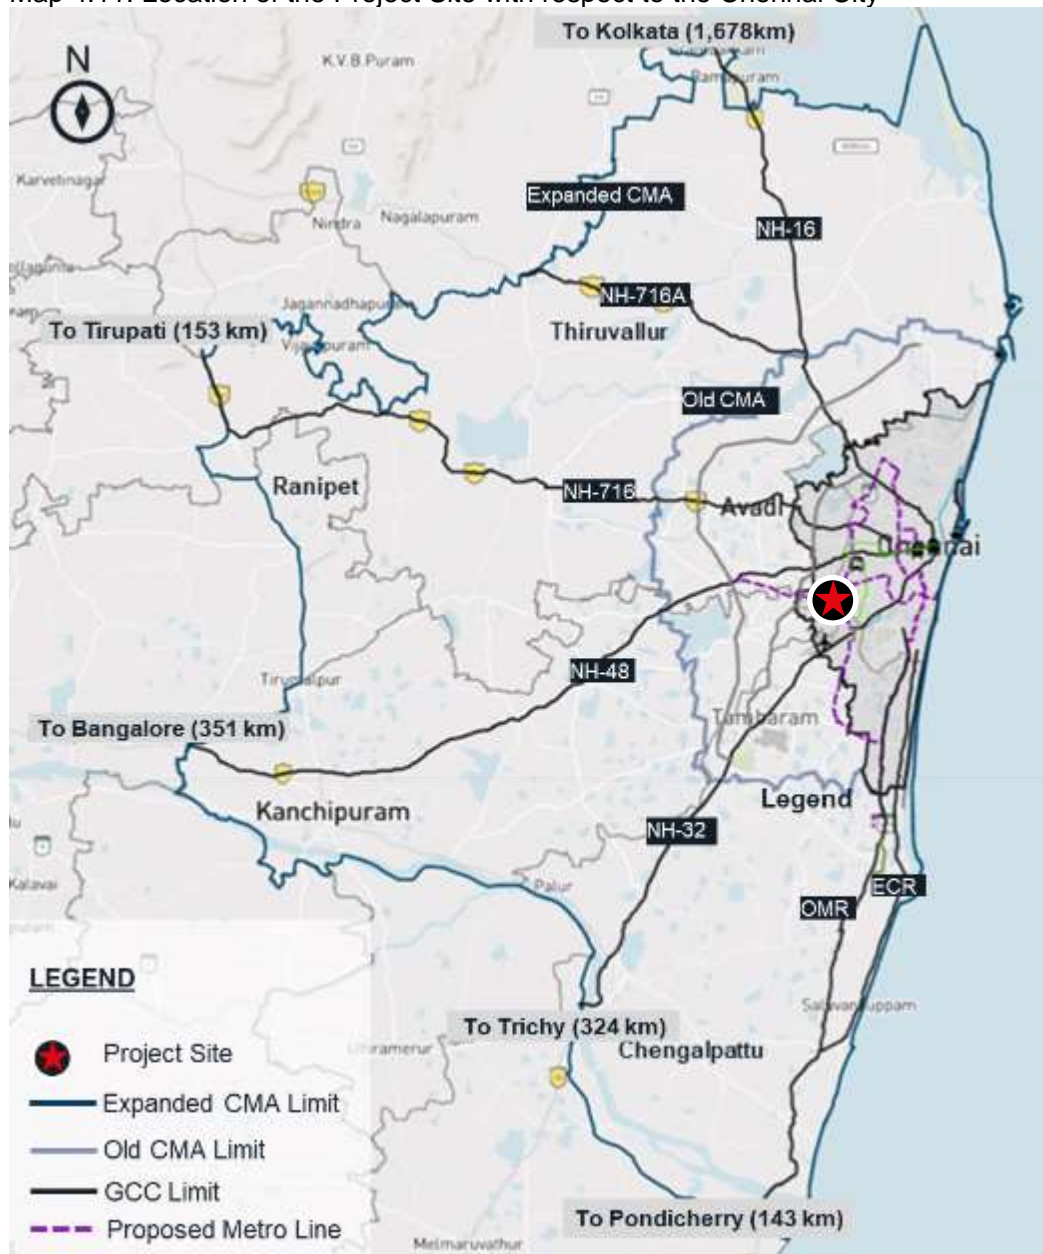 To Kolkata (1,678km)
N
K.V.B.Puram
Karvetinagar
Expanded CMA
Nindra
Nagalapuram
NH-16
NH-716A
Jagannadhapuram
Thiruvallur
To Tirupati (153 km)
Old CMA
Ranipet
NH-716
Avadi
Chennai
NH-48
Tambaram
To Bangalore (351 km)
Legend
Kanchipuram
NH-32
Kalavai
Palur
ECR
OMR
LEGEND
To Trichy (324 km)
Chengalpattu
Project Site
Expanded CMA Limit
Old CMA Limit
GCC Limit
Proposed Metro Line
To Pondicherry (143 km)
Melmaruvathur